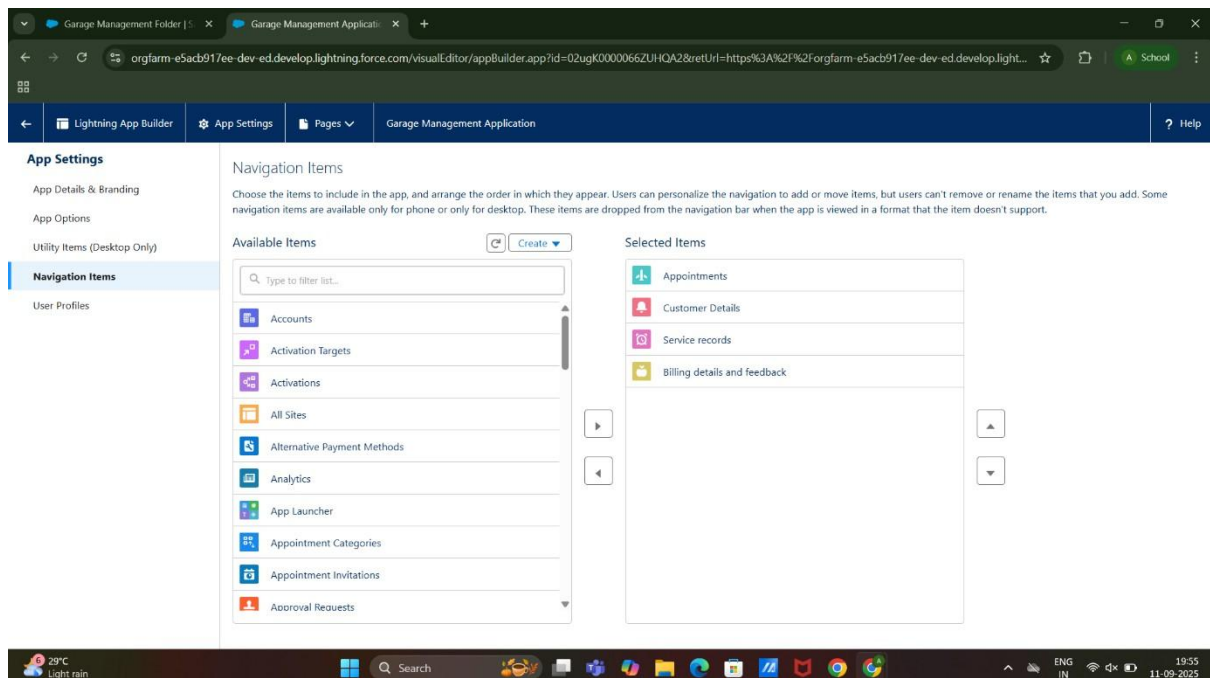 Garage Management Folder | S
Garage Management Applicatio
orgfarm-e5acb917ee-dev-ed.develop.lightning.force.com/visualEditor/appBuilder.app?id=02ugK0000066ZUHQA2&retUrl=https%3A%2F%2Forgfarm-e5acb917ee-dev-ed.develop.light...
A School
Lightning App Builder
App Settings
Pages
Garage Management Application
? Help
App Settings
App Details & Branding
App Options
Utility Items (Desktop Only)
Navigation Items
User Profiles
Navigation Items
Choose the items to include in the app, and arrange the order in which they appear. Users can personalize the navigation to add or move items, but users can't remove or rename the items that you add. Some
navigation items are available only for phone or only for desktop. These items are dropped from the navigation bar when the app is viewed in a format that the item doesn't support.
Available Items
Create
Type to filter list...
Accounts
Activation Targets
Activations
All Sites
Alternative Payment Methods
Analytics
App Launcher
Appointment Categories
Appointment Invitations
Approval Requests
Selected Items
Appointments
Customer Details
Service records
Billing details and feedback
6
29°C
Light rain
Search
ENG
IN
19:55
11-09-2025